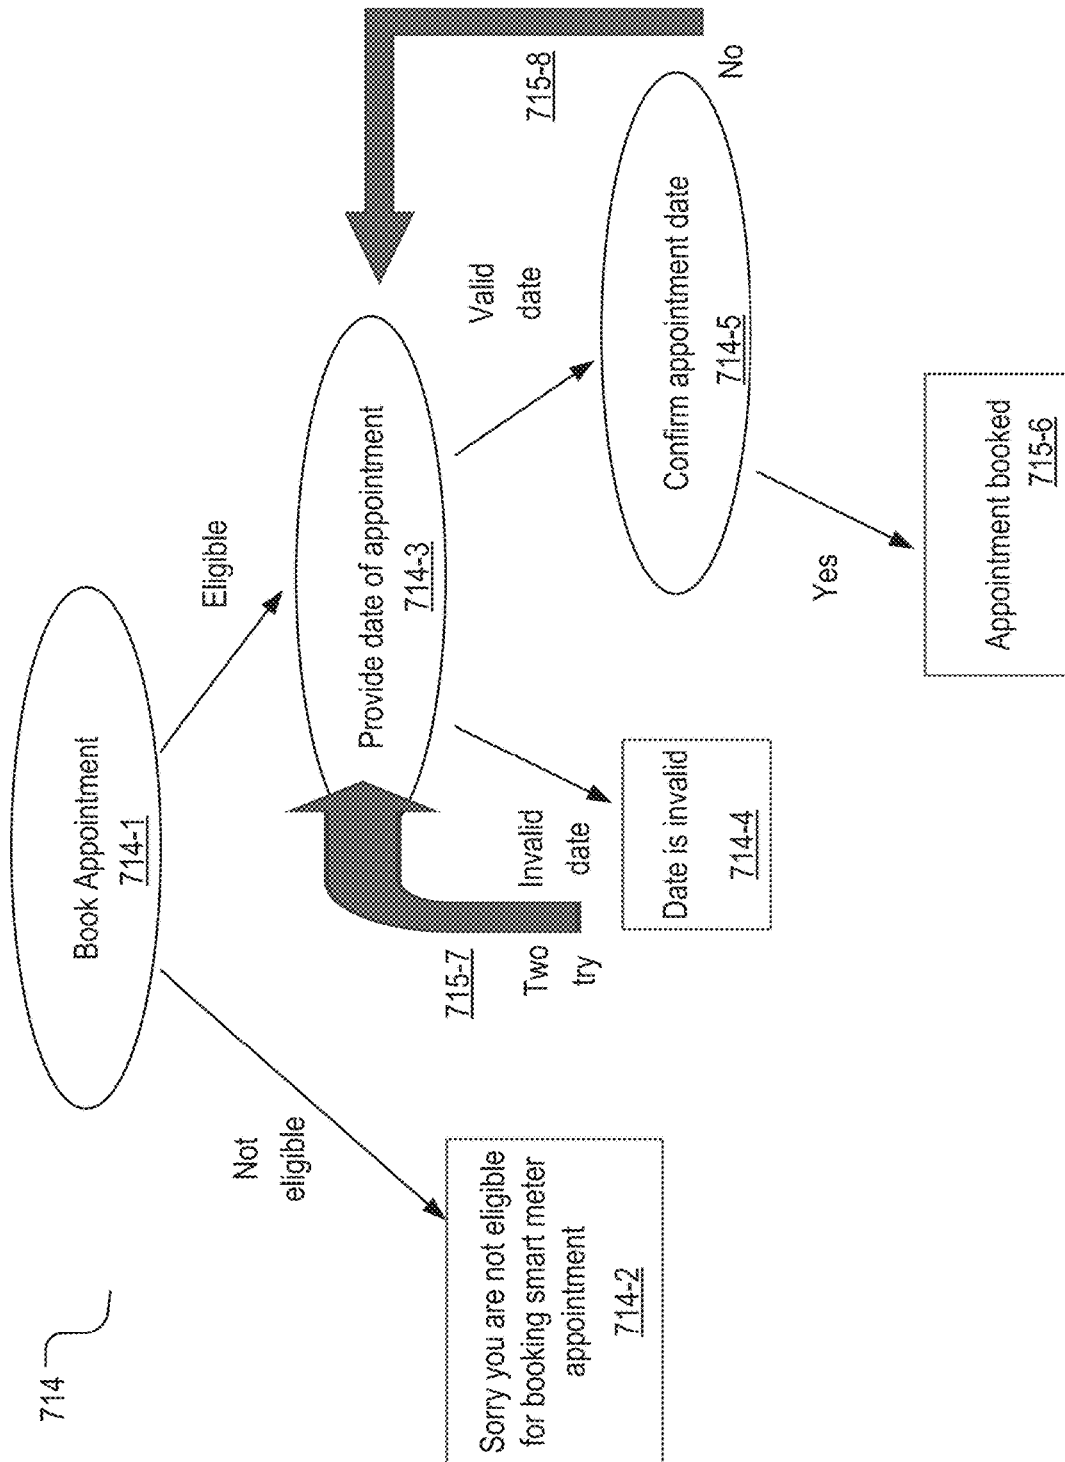 714
Book Appointment
714-1
Not
eligible
Eligible
Sorry you are not eligible
for booking smart meter
appointment
714-2
Provide date of appointment
714-3
715-7
Two
try
Invalid
date
Valid
date
715-8
Date is invalid
714-4
Confirm appointment date
714-5
No
Yes
Appointment booked
715-6